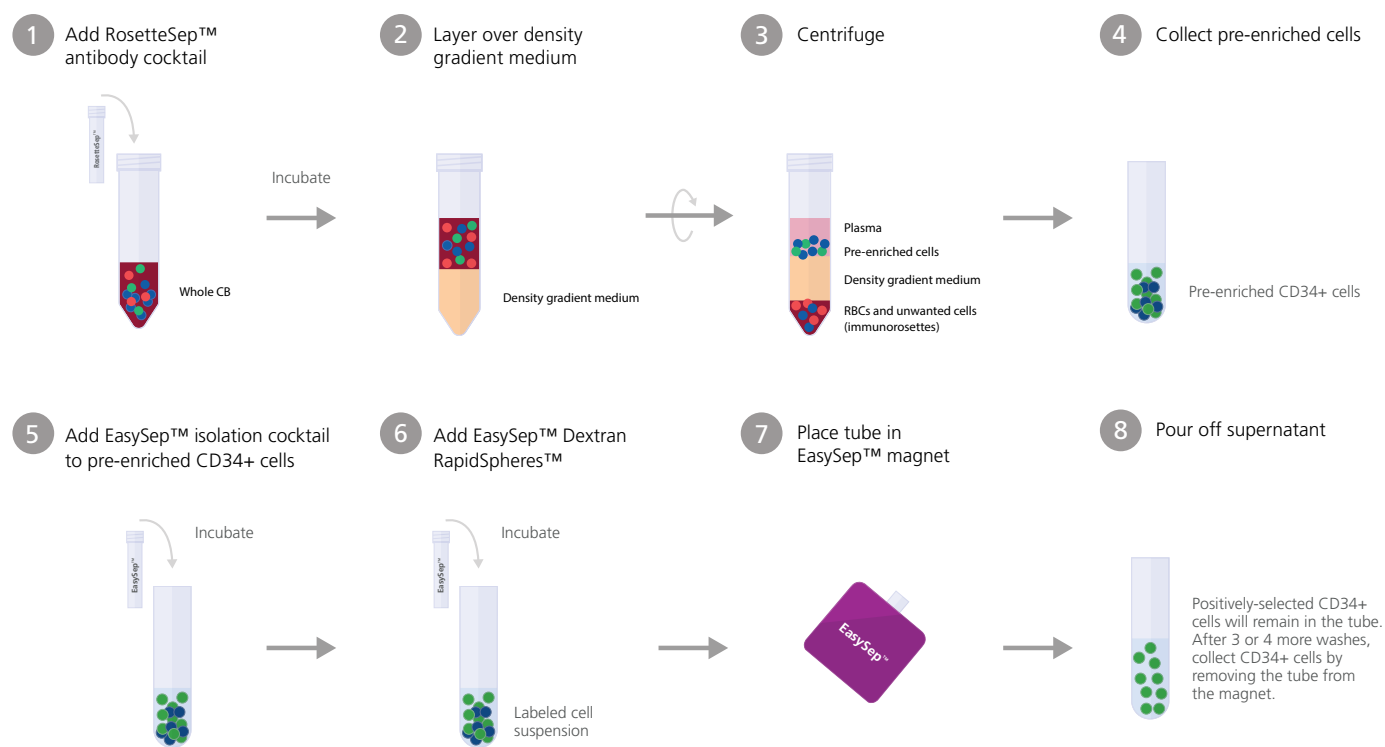 1
Add RosetteSep™
antibody cocktail
RosetteSep™
Whole CB
Incubate
2
Layer over density
gradient medium
Density gradient medium
3
Centrifuge
Plasma
Pre-enriched cells
Density gradient medium
RBCs and unwanted cells
(immunorosettes)
4
Collect pre-enriched cells
Pre-enriched CD34+ cells
5
Add EasySep™ isolation cocktail
to pre-enriched CD34+ cells
Incubate
EasySep™
6
Add EasySep™ Dextran
RapidSpheres™
Incubate
EasySep™
Labeled cell
suspension
7
Place tube in
EasySep™ magnet
EasySep™
8
Pour off supernatant
Positively-selected CD34+
cells will remain in the tube.
After 3 or 4 more washes,
collect CD34+ cells by
removing the tube from
the magnet.